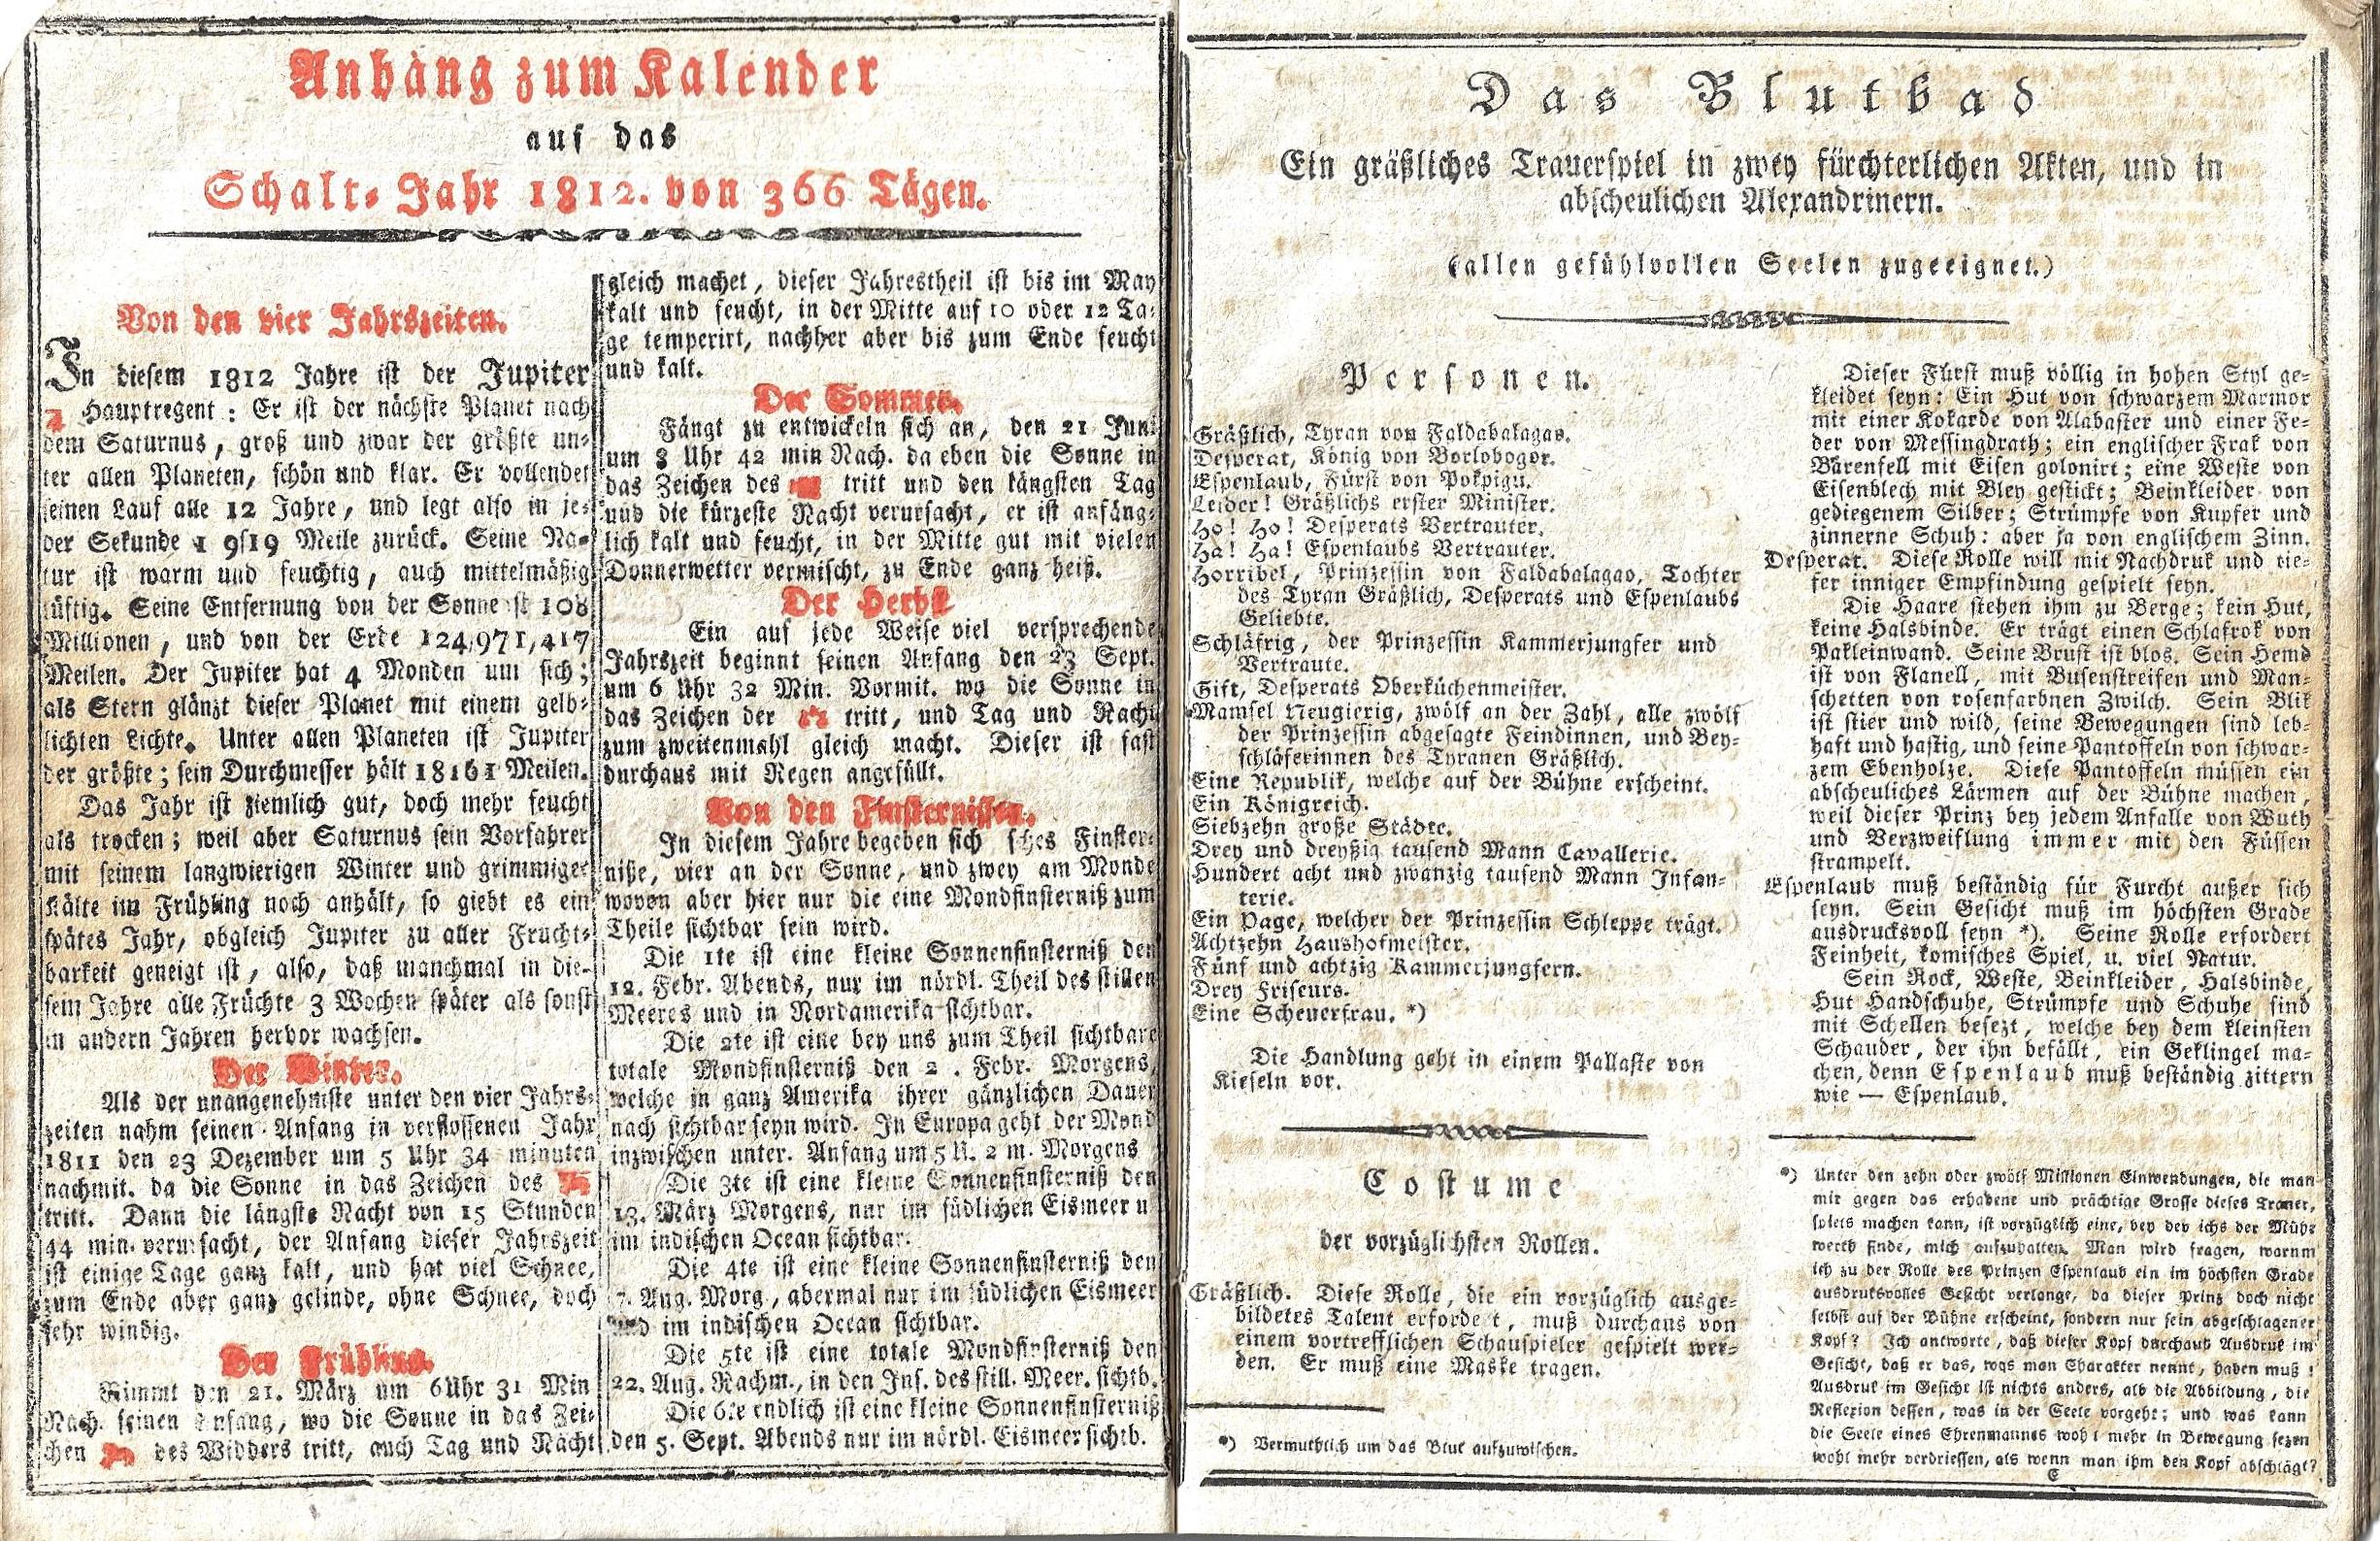 Anhang zum Kalender
auf das
Schalt-Jahr 1812. von 366 Tägen.
Von den vier Jahrszeiten.
In diesem 1812 Jahre ist der Jupiter
♃ Hauptregent: Er ist der nächste Planet nach
dem Saturnus, groß und zwar der größte un-
ter allen Planeten, schön und klar. Er vollendet
seinen Lauf alle 12 Jahre, und legt also in je-
der Sekunde 1 9/19 Meile zurück. Seine Na-
tur ist warm und feuchtig, auch mittelmäßig
lüftig. Seine Entfernung von der Sonne ist 108
Millionen, und von der Erde 124,971,417
Meilen. Der Jupiter hat 4 Monden um sich;
als Stern glänzt dieser Planet mit einem gelb-
lichten Lichte. Unter allen Planeten ist Jupiter
der größte; sein Durchmesser hält 18161 Meilen.
Das Jahr ist ziemlich gut, doch mehr feucht
als trocken; weil aber Saturnus sein Vorfahrer
mit seinem langwierigen Winter und grimmiger
Kälte im Frühling noch anhält, so giebt es ein
spätes Jahr, obgleich Jupiter zu aller Frucht-
barkeit geneigt ist, also, daß manchmal in die-
sem Jahre alle Früchte 3 Wochen später als sonst
in andern Jahren hervor wachsen.
Der Winter.
Als der unangenehmste unter den vier Jahrs-
zeiten nahm seinen Anfang in verflossenen Jahr
1811 den 23 Dezember um 5 Uhr 34 minuten
nachmit. da die Sonne in das Zeichen des ♑
tritt. Dann die längste Nacht von 15 Stunden
44 min. verursacht, der Anfang dieser Jahrszeit
ist einige Tage ganz kalt, und hat viel Schnee,
zum Ende aber ganz gelinde, ohne Schnee, doch
sehr windig.
Der Frühling.
Nimmt den 21. März um 6 Uhr 31 Min
Nach. seinen Anfang, wo die Sonne in das Zei-
chen ♈ des Widders tritt, auch Tag und Nacht
gleich machet, dieser Jahrestheil ist bis im May
kalt und feucht, in der Mitte auf 10 oder 12 Ta-
ge temperirt, nachher aber bis zum Ende feucht
und kalt.
Der Sommer.
Fängt zu entwickeln sich an, den 21 Juni
um 3 Uhr 42 min Nach. da eben die Sonne in
das Zeichen des ♋ tritt und den längsten Tag
und die kürzeste Nacht verursacht, er ist anfäng-
lich kalt und feucht, in der Mitte gut mit vielen
Donnerwetter vermischt, zu Ende ganz heiß.
Der Herbst
Ein auf jede Weise viel versprechende
Jahrszeit beginnt seinen Anfang den 23 Sept.
um 6 Uhr 32 Min. Vormit. wo die Sonne in
das Zeichen der ♎ tritt, und Tag und Nacht
zum zweitenmahl gleich macht. Dieser ist fast
durchaus mit Regen angefüllt.
Von den Finsternissen.
In diesem Jahre begeben sich sches Finster-
niße, vier an der Sonne, und zwey am Monde
wovon aber hier nur die eine Mondfinsterniß zum
Theile sichtbar sein wird.
Die 1te ist eine kleine Sonnenfinsterniß den
12. Febr. Abends, nur im nördl. Theil des stillen
Meeres und in Nordamerika sichtbar.
Die 2te ist eine bey uns zum Theil sichtbare
totale Mondfinsterniß den 2 . Febr. Morgens,
welche in ganz Amerika ihrer gänzlichen Dauer
nach sichtbar seyn wird. In Europa geht der Mond
inzwischen unter. Anfang um 5 U. 2 m. Morgens
Die 3te ist eine kleine Sonnenfinsterniß den
13. März Morgens, nur im südlichen Eismeer u
im indischen Ocean sichtbar.
Die 4te ist eine kleine Sonnenfinsterniß den
7. Aug. Morg., abermal nur im südlichen Eismeer
und im indischen Ocean sichtbar.
Die 5te ist eine totale Mondfinsterniß den
22. Aug. Nachm., in den Ins. des still. Meer. sichtb.
Die 6te endlich ist eine kleine Sonnenfinsterniß
den 5. Sept. Abends nur im nördl. Eismeer sichtb.
Das Blutbad
Ein gräßliches Trauerspiel in zwey fürchterlichen Akten, und in
abscheulichen Alexandrinern.
(allen gefühlvollen Seelen zugeeignet.)
Personen.
Gräßlich, Tyran von Faldabalagao.
Desperat, König von Borlobogor.
Espenlaub, Fürst von Pokpigu.
Leider! Gräßlichs erster Minister.
Ho! Ho! Desperats Vertrauter.
Ha! Ha! Espenlaubs Vertrauter.
Horribel, Prinzessin von Faldabalagao, Tochter
des Tyran Gräßlich, Desperats und Espenlaubs
Geliebte.
Schläfrig, der Prinzessin Kammerjungfer und
Vertraute.
Gift, Desperats Oberküchenmeister.
Mamsel Neugierig, zwölf an der Zahl, alle zwölf
der Prinzessin abgesagte Feindinnen, und Bey-
schläferinnen des Tyranen Gräßlich.
Eine Republik, welche auf der Bühne erscheint.
Ein Königreich.
Siebzehn große Städte.
Drey und dreyßig tausend Mann Cavallerie.
Hundert acht und zwanzig tausend Mann Infan-
terie.
Ein Page, welcher der Prinzessin Schleppe trägt.
Achtzehn Haushofmeister.
Fünf und achtzig Kammerjungfern.
Drey Friseurs.
Eine Scheuerfrau. *)
Die Handlung geht in einem Pallaste von
Kieseln vor.
Costume
der vorzüglichsten Rollen.
Gräßlich. Diese Rolle, die ein vorzüglich ausge-
bildetes Talent erfordert, muß durchaus von
einem vortrefflichen Schauspieler gespielt wer-
den. Er muß eine Maske tragen.
*) Vermuthlich um das Blut aufzuwischen.
Dieser Fürst muß völlig in hohen Styl ge-
kleidet seyn: Ein Hut von schwarzem Marmor
mit einer Kokarde von Alabaster und einer Fe-
der von Messingdrath; ein englischer Frak von
Bärenfell mit Eisen golonirt; eine Weste von
Eisenblech mit Bley gestickt; Beinkleider von
gediegenem Silber; Strümpfe von Kupfer und
zinnerne Schuh: aber ja von englischem Zinn.
Desperat. Diese Rolle will mit Nachdruk und tie-
fer inniger Empfindung gespielt seyn.
Die Haare stehen ihm zu Berge; kein Hut,
keine Halsbinde. Er trägt einen Schlafrok von
Pakleinwand. Seine Brust ist blos. Sein Hemd
ist von Flanell, mit Busenstreifen und Man-
schetten von rosenfarbnen Zwilch. Sein Blik
ist stier und wild, seine Bewegungen sind leb-
haft und hastig, und seine Pantoffeln von schwar-
zem Ebenholze. Diese Pantoffeln müssen ein
abscheuliches Lärmen auf der Bühne machen,
weil dieser Prinz bey jedem Anfalle von Wuth
und Verzweiflung immer mit den Füssen
strampelt.
Espenlaub muß beständig für Furcht außer sich
seyn. Sein Gesicht muß im höchsten Grade
ausdrucksvoll seyn *). Seine Rolle erfordert
Feinheit, komisches Spiel, u. viel Natur.
Sein Rock, Weste, Beinkleider, Halsbinde,
Hut Handschuhe, Strümpfe und Schuhe sind
mit Schellen besezt, welche bey dem kleinsten
Schauder, der ihn befällt, ein Geklingel ma-
chen, denn Espenlaub muß beständig zittern
wie — Espenlaub.
*) Unter den zehn oder zwölf Millionen Einwendungen, die man
mir gegen das erhabene und prächtige Grosse dieses Trauer,
spiels machen kann, ist vorzüglich eine, bey der ichs der Mühe
werth finde, mich aufzuhalten. Man wird fragen, warum
ich zu der Rolle des Prinzen Espenlaub ein im höchsten Grade
ausdruksvolles Gesicht verlange, da dieser Prinz doch nicht
selbst auf der Bühne erscheint, sondern nur sein abgeschlagener
Kopf? Ich antworte, daß dieser Kopf durchaus Ausdruk im
Gesicht, daß er das, was man Charakter nennt, haben muß!
Ausdruk im Gesicht ist nichts anders, als die Abbildung, die
Reflexion dessen, was in der Seele vorgeht; und was kann
die Seele eines Ehrenmannes wohl mehr in Bewegung sezen
wohl mehr verdriessen, als wenn man ihm den Kopf abschlägt?
C